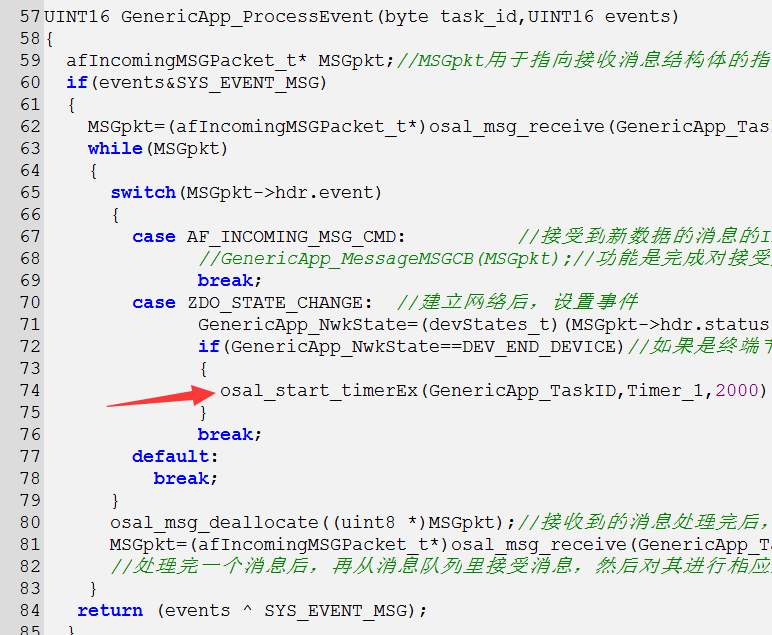 57 UINT16 GenericApp_ProcessEvent(byte task_id,UINT16 events)
58 {
59 afIncomingMSGPacket_t* MSGpkt;//MSGpkt用于指向接收消息结构体的指
60 if(events&SYS_EVENT_MSG)
61 {
62 MSGpkt=(afIncomingMSGPacket_t*)osal_msg_receive(GenericApp_Tas
63 while(MSGpkt)
64 {
65 switch(MSGpkt->hdr.event)
66 {
67 case AF_INCOMING_MSG_CMD: //接受到新数据的消息的I
68 //GenericApp_MessageMSGCB(MSGpkt);//功能是完成对接受
69 break;
70 case ZDO_STATE_CHANGE: //建立网络后，设置事件
71 GenericApp_NwkState=(devStates_t)(MSGpkt->hdr.status
72 if(GenericApp_NwkState==DEV_END_DEVICE)//如果是终端节
73 {
74 osal_start_timerEx(GenericApp_TaskID,Timer_1,2000)
75 }
76 break;
77 default:
78 break;
79 }
80 osal_msg_deallocate((uint8 *)MSGpkt);//接收到的消息处理完后，
81 MSGpkt=(afIncomingMSGPacket_t*)osal_msg_receive(GenericApp_T
82 //处理完一个消息后，再从消息队列里接受消息，然后对其进行相应
83 }
84 return (events ^ SYS_EVENT_MSG);
85 }